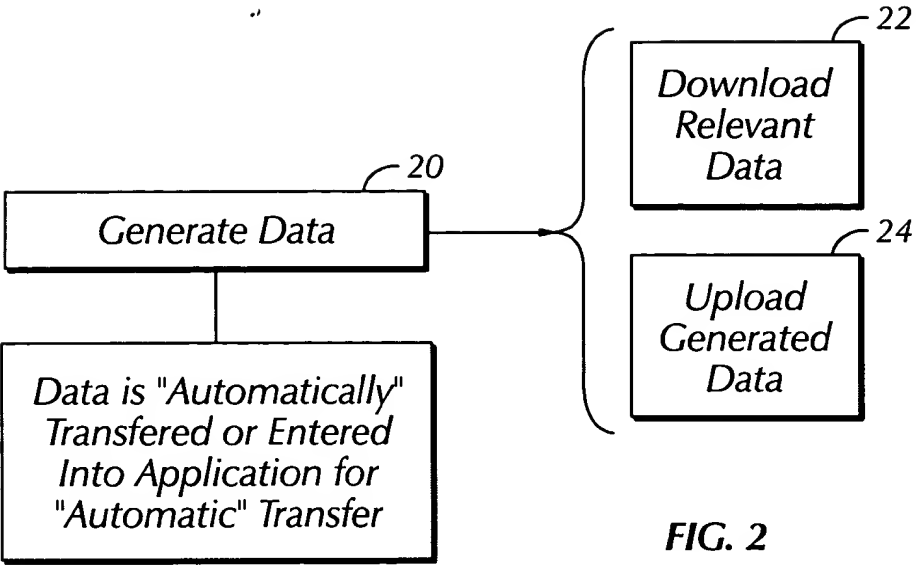 22
Download
Relevant
Data
20
Generate Data
24
Upload
Generated
Data
Data is "Automatically"
Transfered or Entered
Into Application for
"Automatic" Transfer
FIG. 2